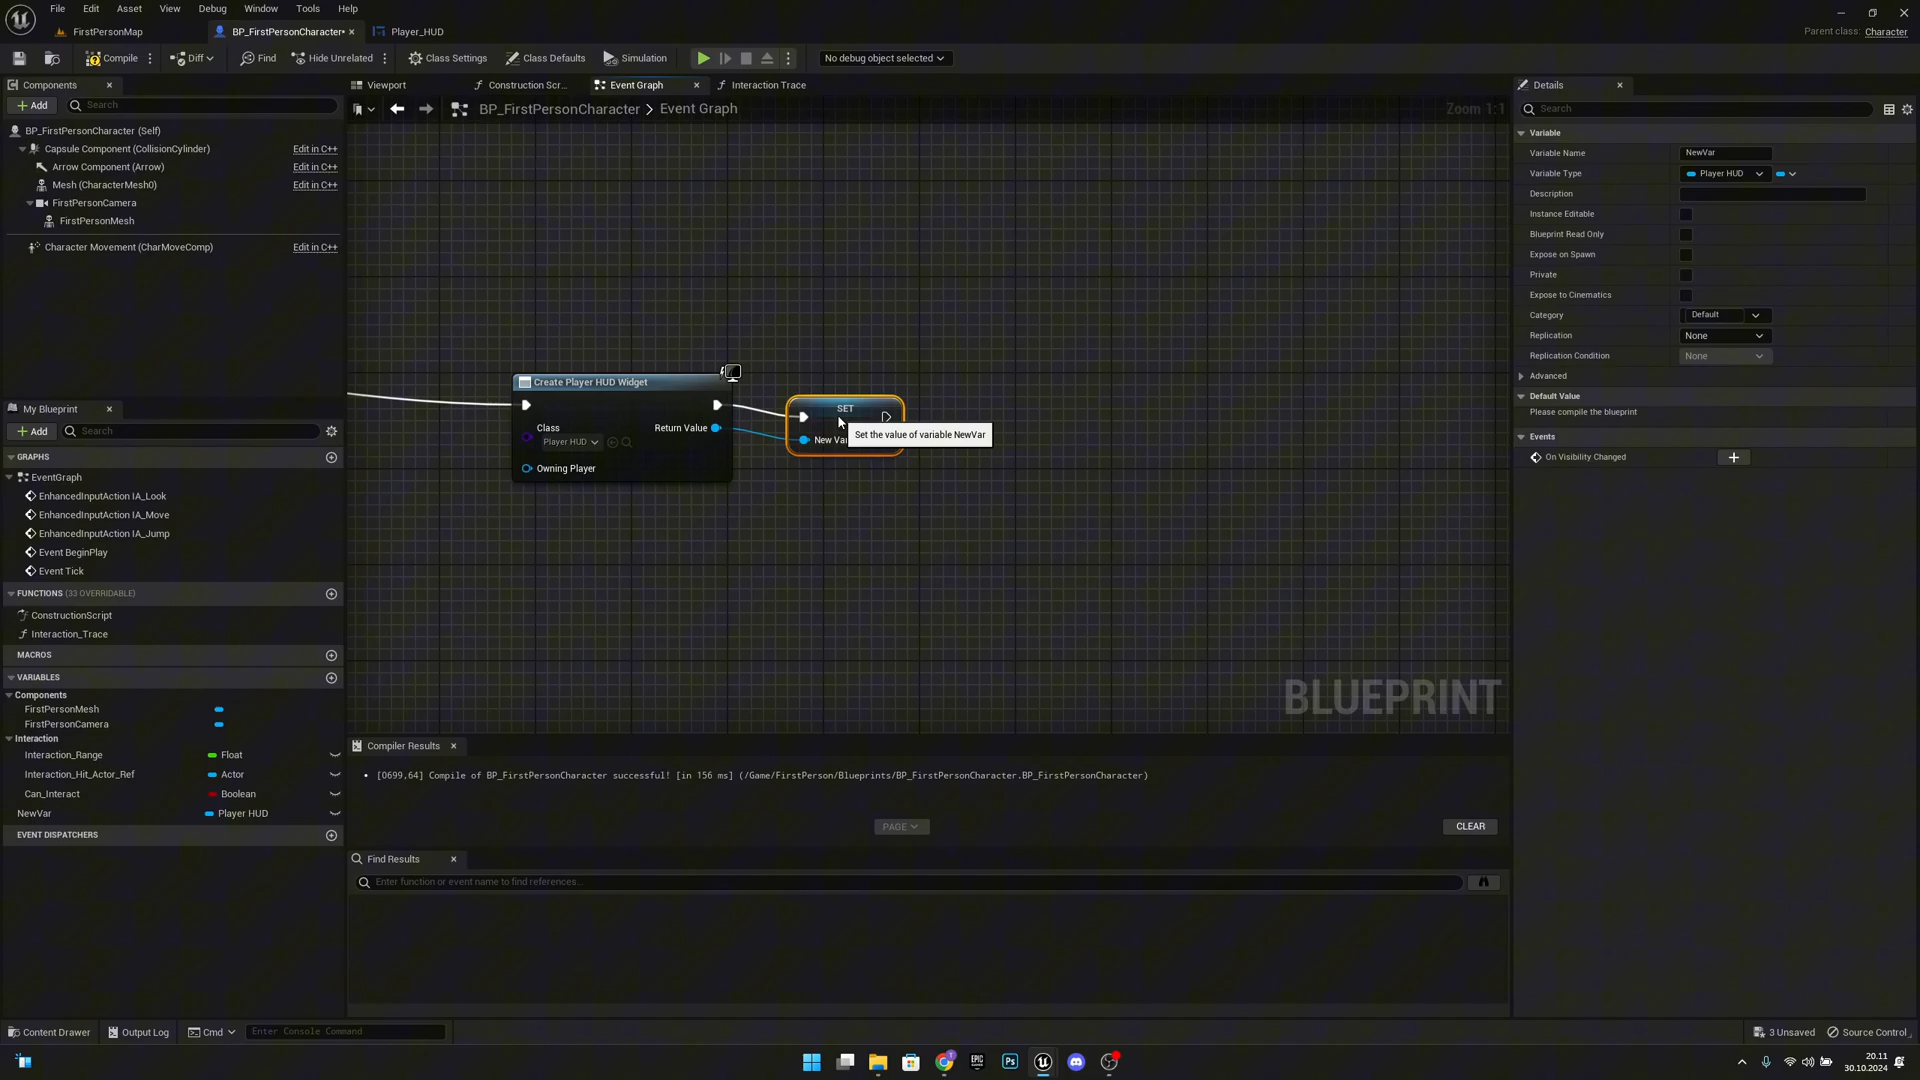 File Edit Asset View Debug Window Tools Help
FirstPersonMap BP_FirstPersonCharacter• Player_HUD
Parent class: Character
Compile Diff Find Hide Unrelated Class Settings Class Defaults Simulation No debug object selected
Components
Add Search
BP_FirstPersonCharacter (Self)
Capsule Component (CollisionCylinder) Edit in C++
Arrow Component (Arrow) Edit in C++
Mesh (CharacterMesh0) Edit in C++
FirstPersonCamera
FirstPersonMesh
Character Movement (CharMoveComp) Edit in C++
My Blueprint
Add Search
GRAPHS
EventGraph
EnhancedInputAction IA_Look
EnhancedInputAction IA_Move
EnhancedInputAction IA_Jump
Event BeginPlay
Event Tick
FUNCTIONS (33 OVERRIDABLE)
ConstructionScript
Interaction_Trace
MACROS
VARIABLES
Components
FirstPersonMesh
FirstPersonCamera
Interaction
Interaction_Range Float
Interaction_Hit_Actor_Ref Actor
Can_Interact Boolean
NewVar Player HUD
EVENT DISPATCHERS
Viewport Construction Scr... Event Graph Interaction Trace
BP_FirstPersonCharacter > Event Graph
Zoom 1:1
Create Player HUD Widget
Class
Player HUD
Return Value
Owning Player
SET
New Var
Set the value of variable NewVar
BLUEPRINT
Compiler Results
[0699,64] Compile of BP_FirstPersonCharacter successful! [in 156 ms] (/Game/FirstPerson/Blueprints/BP_FirstPersonCharacter.BP_FirstPersonCharacter)
PAGE CLEAR
Find Results
Enter function or event name to find references...
Details
Search
Variable
Variable Name NewVar
Variable Type Player HUD
Description
Instance Editable
Blueprint Read Only
Expose on Spawn
Private
Expose to Cinematics
Category Default
Replication None
Replication Condition None
Advanced
Default Value
Please compile the blueprint
Events
On Visibility Changed
Content Drawer Output Log Cmd Enter Console Command
3 Unsaved Source Control
20.11
30.10.2024